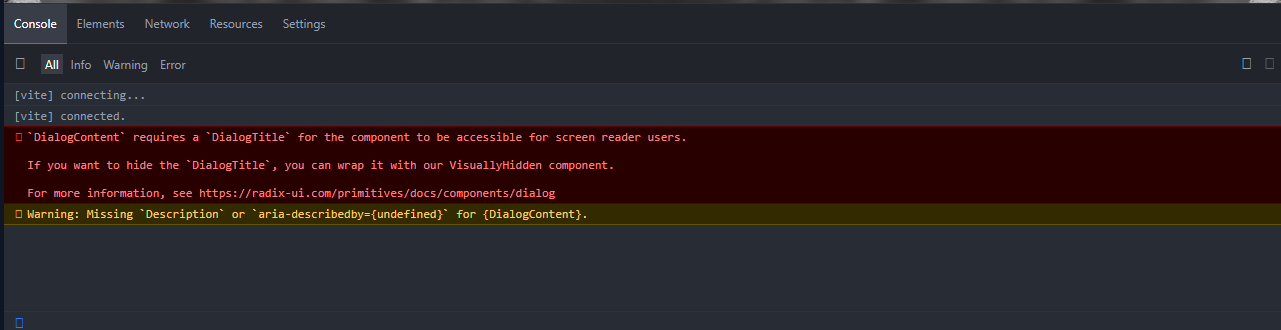 Console Elements Network Resources Settings
All Info Warning Error
[vite] connecting...
[vite] connected.
`DialogContent` requires a `DialogTitle` for the component to be accessible for screen reader users.
If you want to hide the `DialogTitle`, you can wrap it with our VisuallyHidden component.
For more information, see https://radix-ui.com/primitives/docs/components/dialog
Warning: Missing `Description` or `aria-describedby={undefined}` for {DialogContent}.